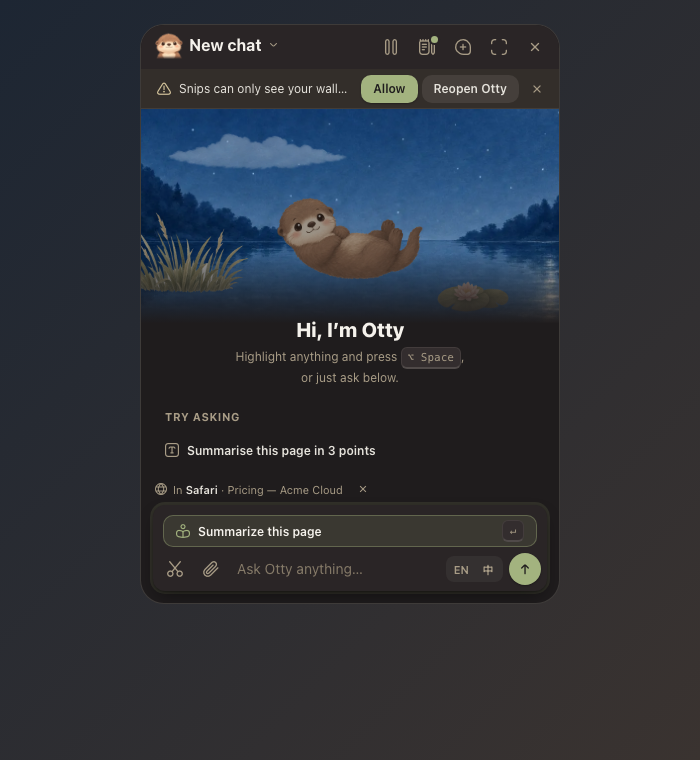 New chat
Snips can only see your wall… Allow Reopen Otty
Hi, I’m Otty
Highlight anything and press ⌥ Space,
or just ask below.
TRY ASKING
Summarise this page in 3 points
In Safari · Pricing — Acme Cloud
Summarize this page ↵
Ask Otty anything… EN 中